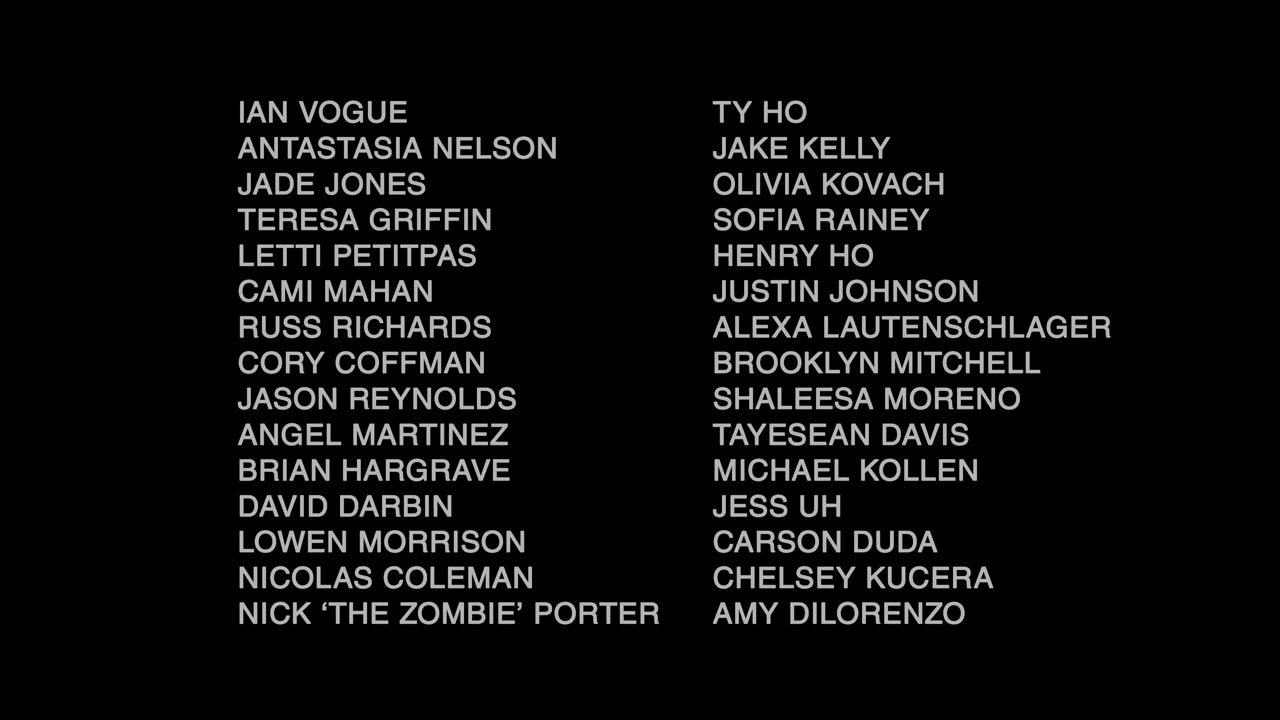 IAN VOGUE
ANTASTASIA NELSON
JADE JONES
TERESA GRIFFIN
LETTI PETITPAS
CAMI MAHAN
RUSS RICHARDS
CORY COFFMAN
JASON REYNOLDS
ANGEL MARTINEZ
BRIAN HARGRAVE
DAVID DARBIN
LOWEN MORRISON
NICOLAS COLEMAN
NICK ‘THE ZOMBIE’ PORTER
TY HO
JAKE KELLY
OLIVIA KOVACH
SOFIA RAINEY
HENRY HO
JUSTIN JOHNSON
ALEXA LAUTENSCHLAGER
BROOKLYN MITCHELL
SHALEESA MORENO
TAYESEAN DAVIS
MICHAEL KOLLEN
JESS UH
CARSON DUDA
CHELSEY KUCERA
AMY DILORENZO